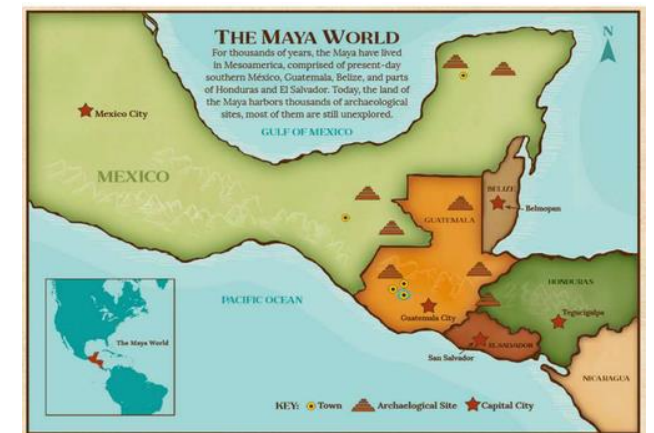 THE MAYA WORLD
For thousands of years, the Maya have lived
in Mesoamerica, comprised of present-day
southern México, Guatemala, Belize, and parts
of Honduras and El Salvador. Today, the land of
the Maya harbors thousands of archaeological
sites, most of them are still unexplored.
N
GULF OF MEXICO
Mexico City
MEXICO
BELIZE
Belmopan
GUATEMALA
HONDURAS
PACIFIC OCEAN
Guatemala City
Tegucigalpa
The Maya World
EL SALVADOR
San Salvador
NICARAGUA
KEY: Town Archaelogical Site Capital City